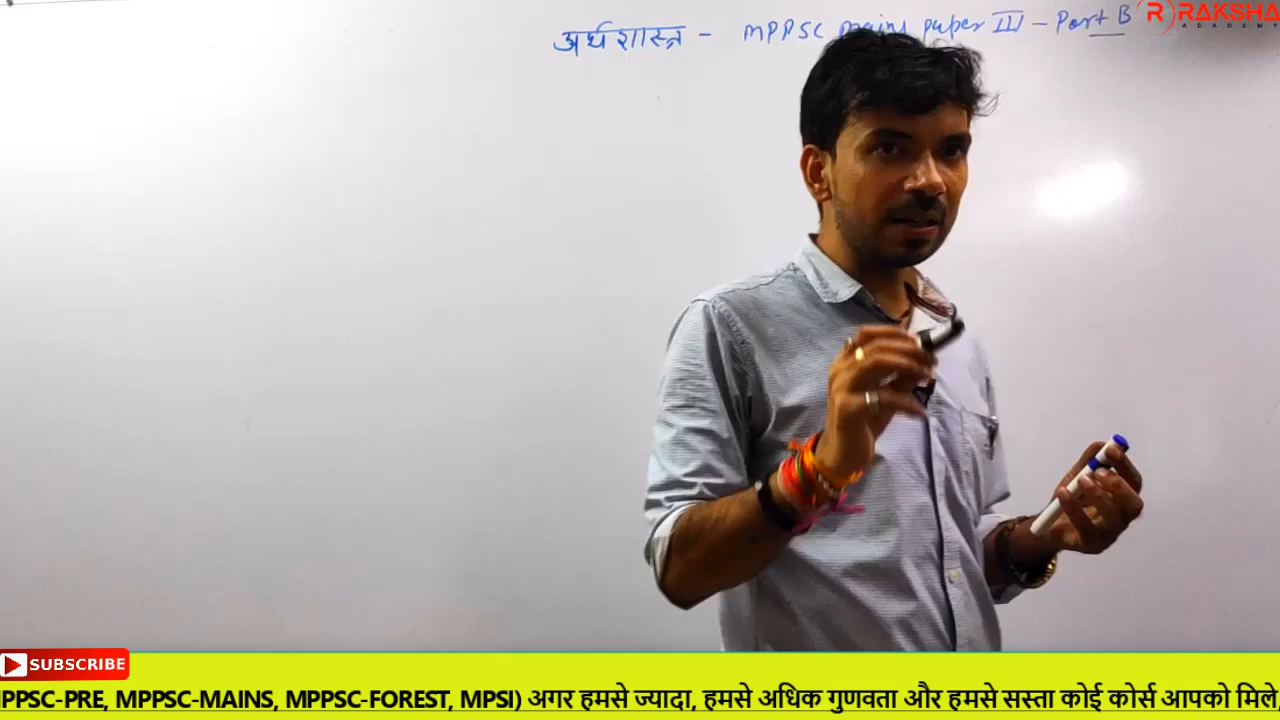 अर्थशास्त्र - MPPSC mains paper III - Part B
RAKSHA
ACADEMY
SUBSCRIBE
MPPSC-PRE, MPPSC-MAINS, MPPSC-FOREST, MPSI) अगर हमसे ज्यादा, हमसे अधिक गुणवता और हमसे सस्ता कोई कोर्स आपको मिले,